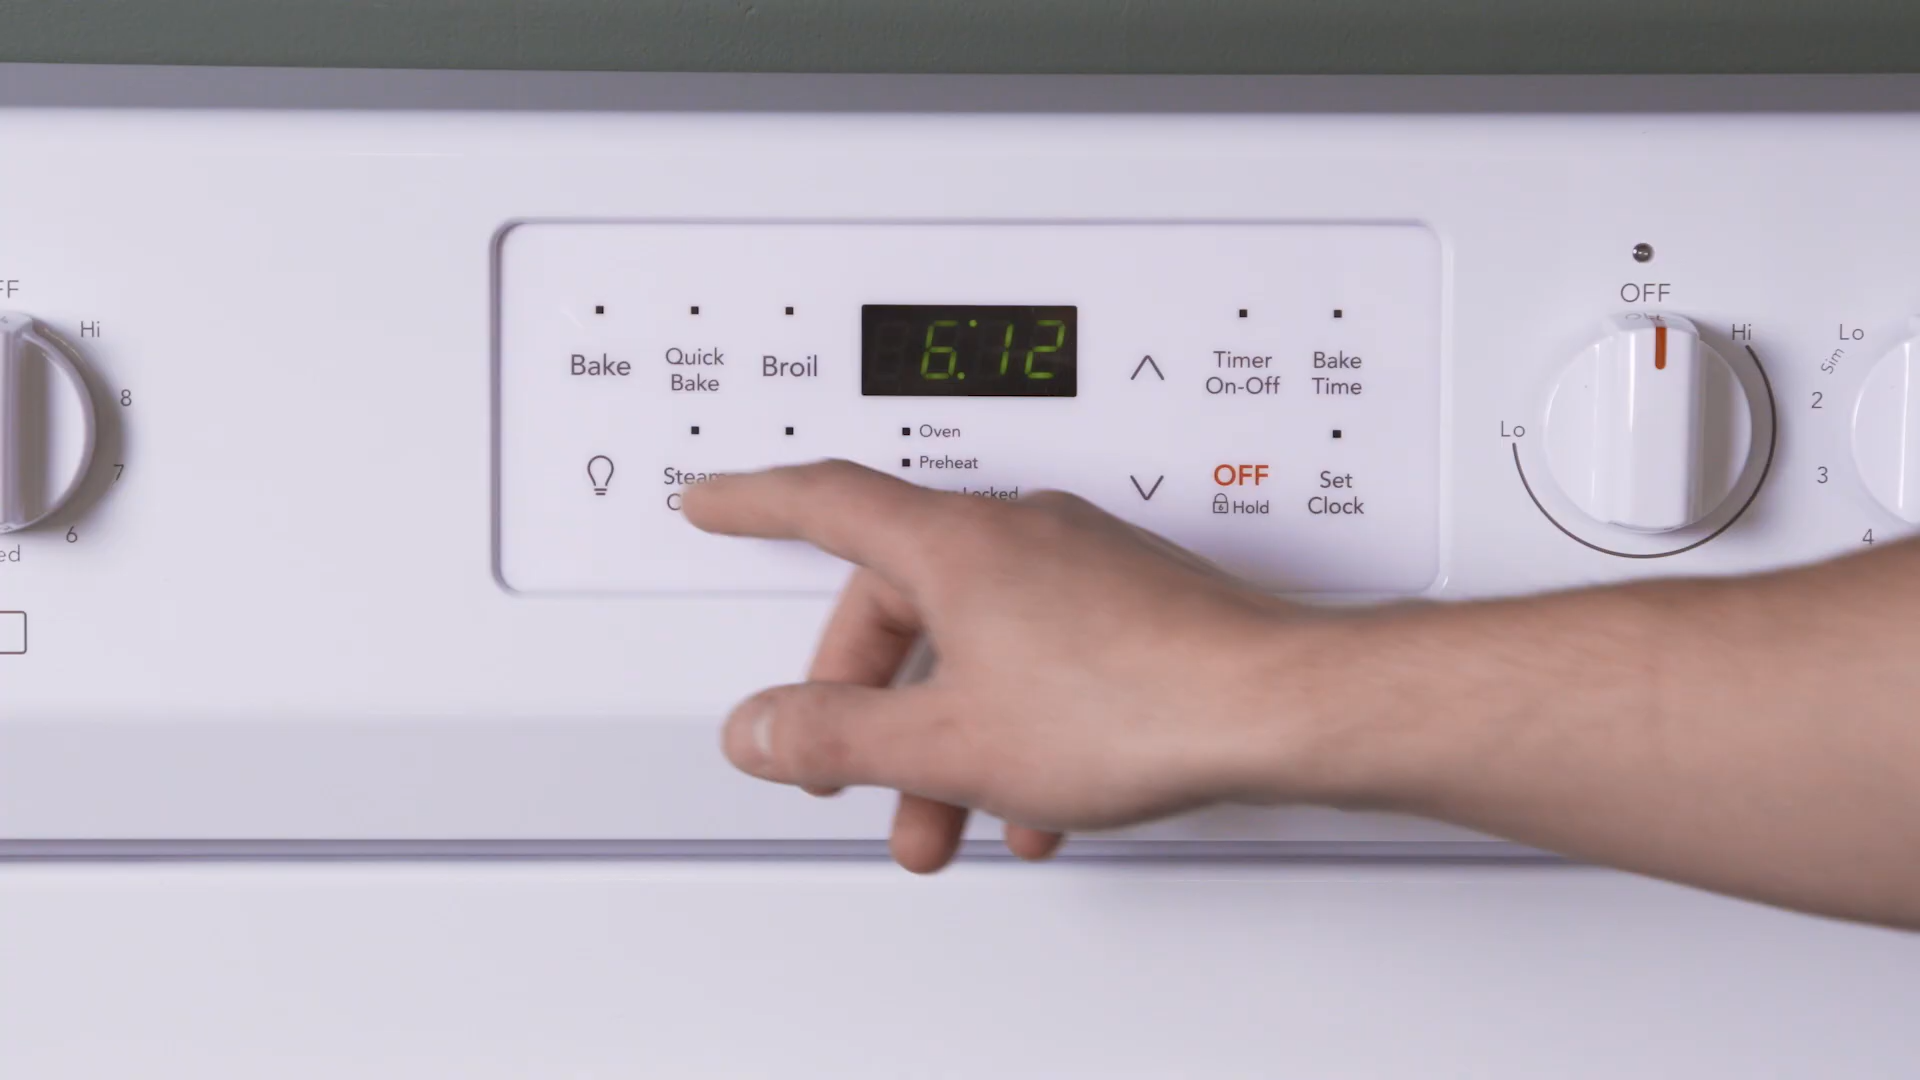 OFF
Hi
8
7
6
Bake
Quick
Bake
Broil
6:12
Oven
Preheat
Locked
Timer
On-Off
Bake
Time
OFF
Hold
Set
Clock
OFF
Hi
Lo
Lo
Sim
2
3
4